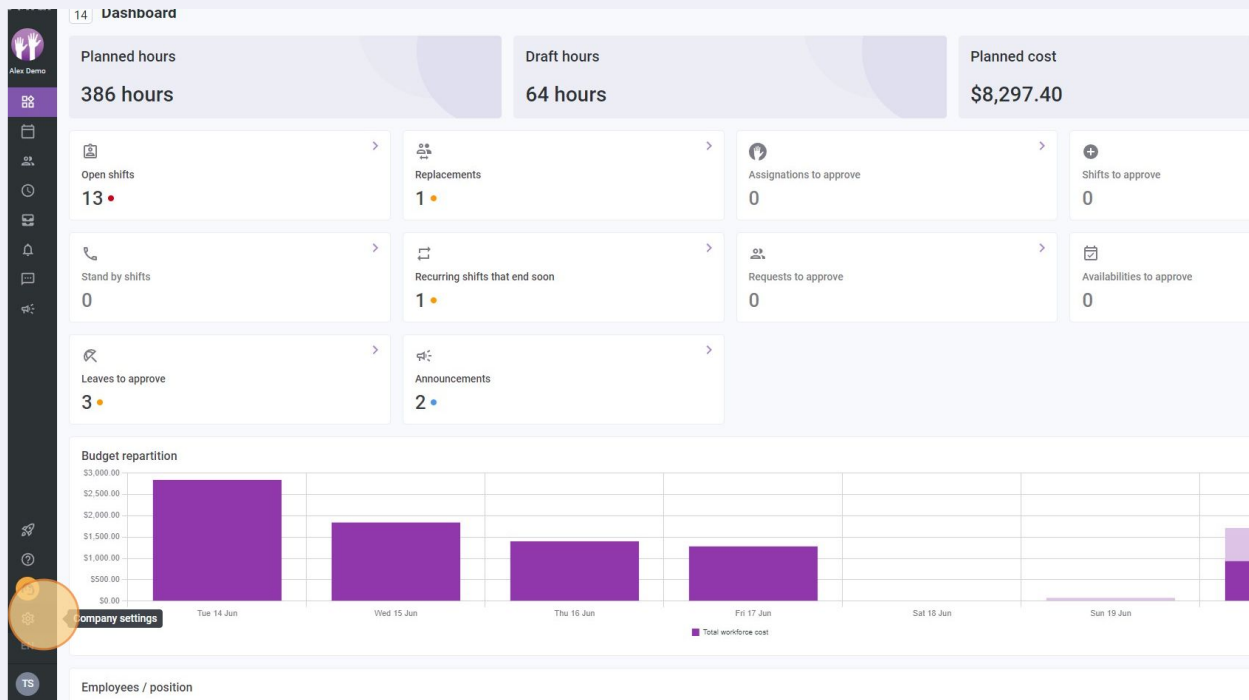 14 Dashboard
Alex Demo
Planned hours
386 hours
Draft hours
64 hours
Planned cost
$8,297.40
Open shifts
13
Replacements
1
Assignations to approve
0
Shifts to approve
0
Stand by shifts
0
Recurring shifts that end soon
1
Requests to approve
0
Availabilities to approve
0
Leaves to approve
3
Announcements
2
Budget repartition
$3,000.00
$2,500.00
$2,000.00
$1,500.00
$1,000.00
$500.00
$0.00
Tue 14 Jun
Wed 15 Jun
Thu 16 Jun
Fri 17 Jun
Sat 18 Jun
Sun 19 Jun
Total workforce cost
Company settings
EN
TS
Employees / position